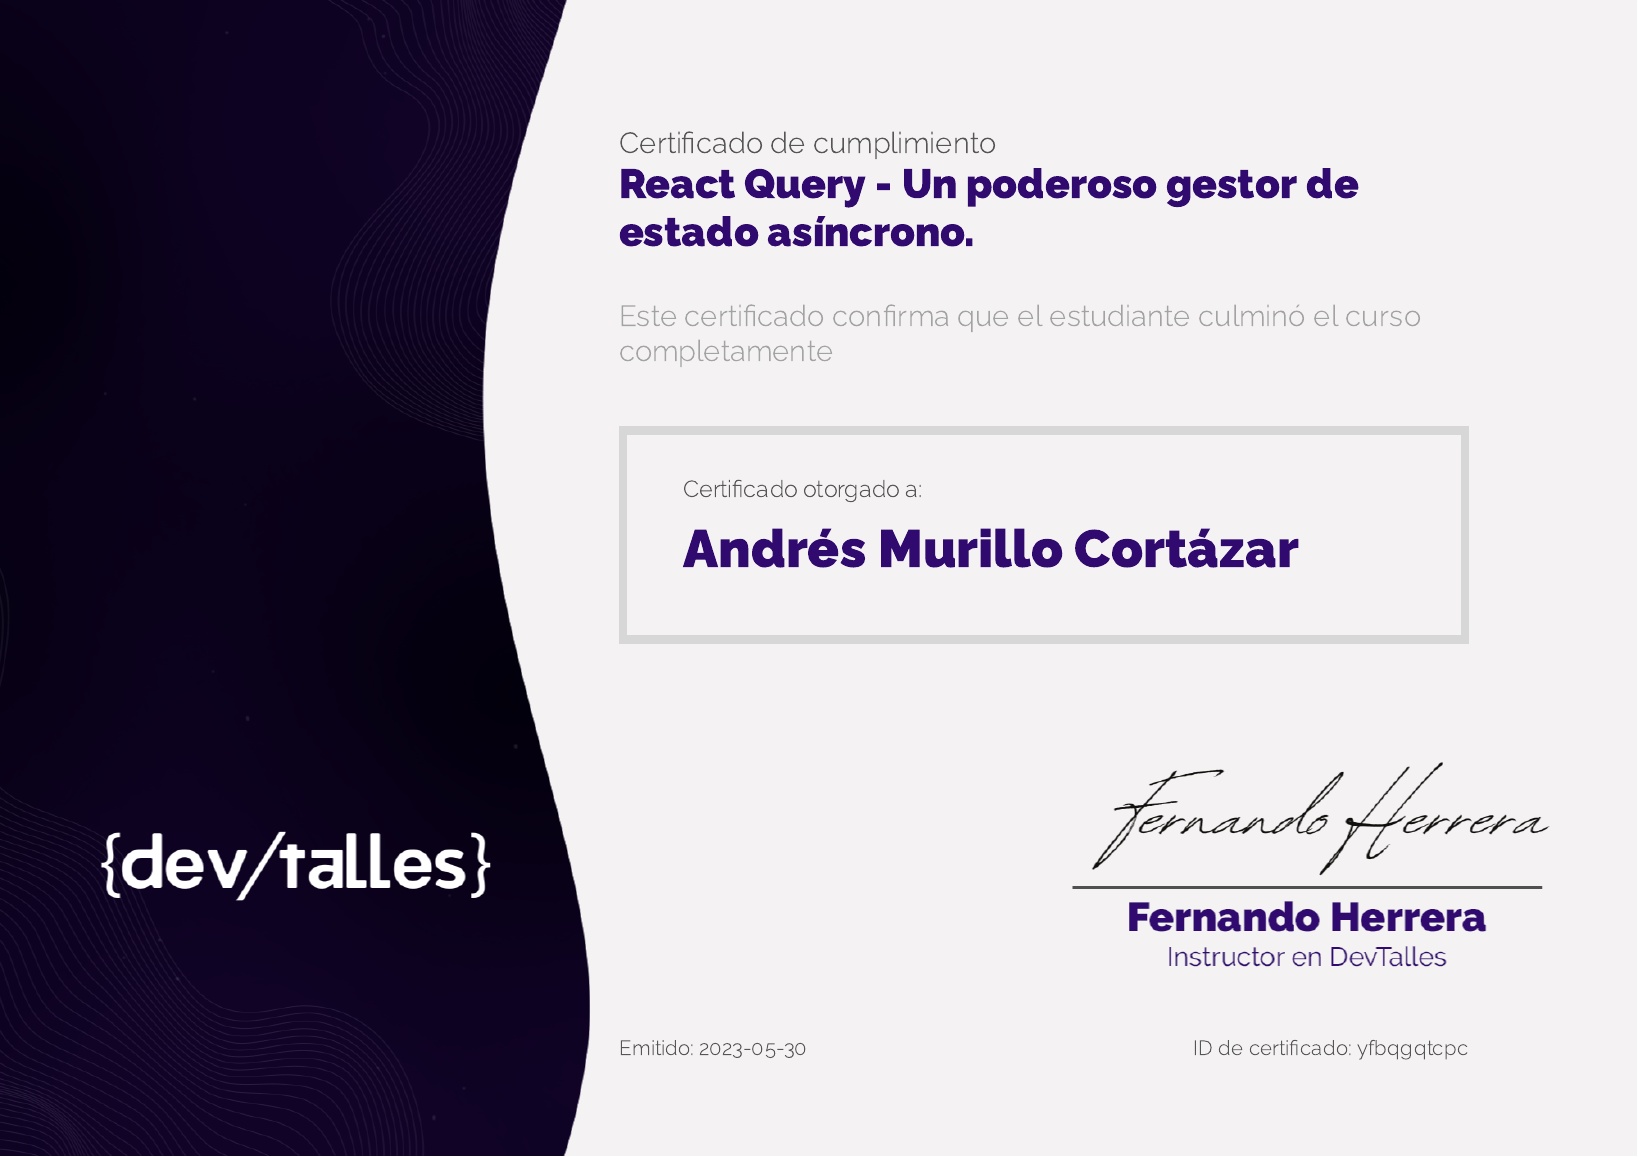 Certificado de cumplimiento
React Query - Un poderoso gestor de
estado asíncrono.
Este certificado confirma que el estudiante culminó el curso
completamente
Certificado otorgado a:
Andrés Murillo Cortázar
{dev/talles}
Fernando Herrera
Fernando Herrera
Instructor en DevTalles
Emitido: 2023-05-30
ID de certificado: yfbqgqtcpc